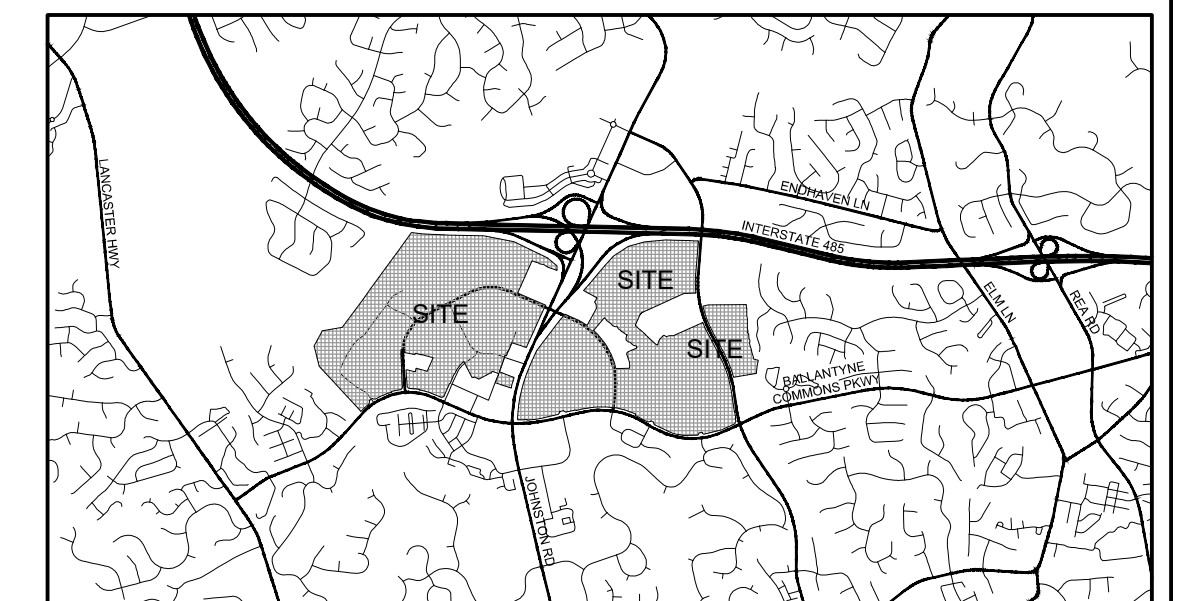 LANCASTER HWY
ENDHAVEN LN
INTERSTATE 485
SITE
SITE
SITE
ELM LN
REA RD
BALLANTYNE
COMMONS PKWY
JOHNSTON RD